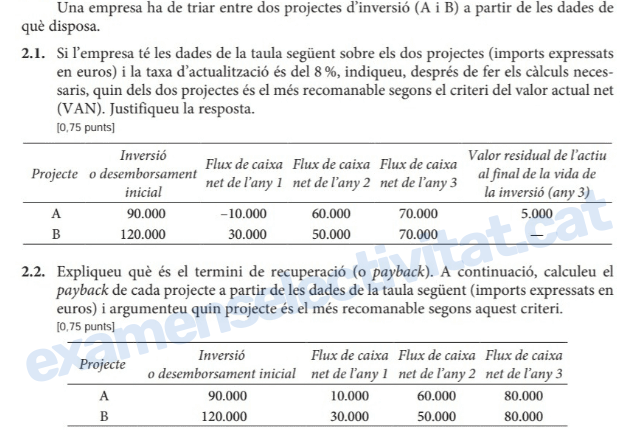 Una empresa ha de triar entre dos projectes d'inversió (A i B) a partir de les dades de
què disposa.
2.1. Si l'empresa té les dades de la taula següent sobre els dos projectes (imports expressats
en euros) i la taxa d'actualització és del 8 %, indiqueu, després de fer els càlculs neces-
saris, quin dels dos projectes és el més recomanable segons el criteri del valor actual net
(VAN). Justifiqueu la resposta.
[0,75 punts]
Projecte Inversió o desemborsament inicial Flux de caixa net de l'any 1 Flux de caixa net de l'any 2 Flux de caixa net de l'any 3 Valor residual de l'actiu al final de la vida de la inversió (any 3)
A 90.000 –10.000 60.000 70.000 5.000
B 120.000 30.000 50.000 70.000 —
2.2. Expliqueu què és el termini de recuperació (o payback). A continuació, calculeu el
payback de cada projecte a partir de les dades de la taula següent (imports expressats en
euros) i argumenteu quin projecte és el més recomanable segons aquest criteri.
[0,75 punts]
Projecte Inversió o desemborsament inicial Flux de caixa net de l'any 1 Flux de caixa net de l'any 2 Flux de caixa net de l'any 3
A 90.000 10.000 60.000 80.000
B 120.000 30.000 50.000 80.000
examenselectivitat.cat